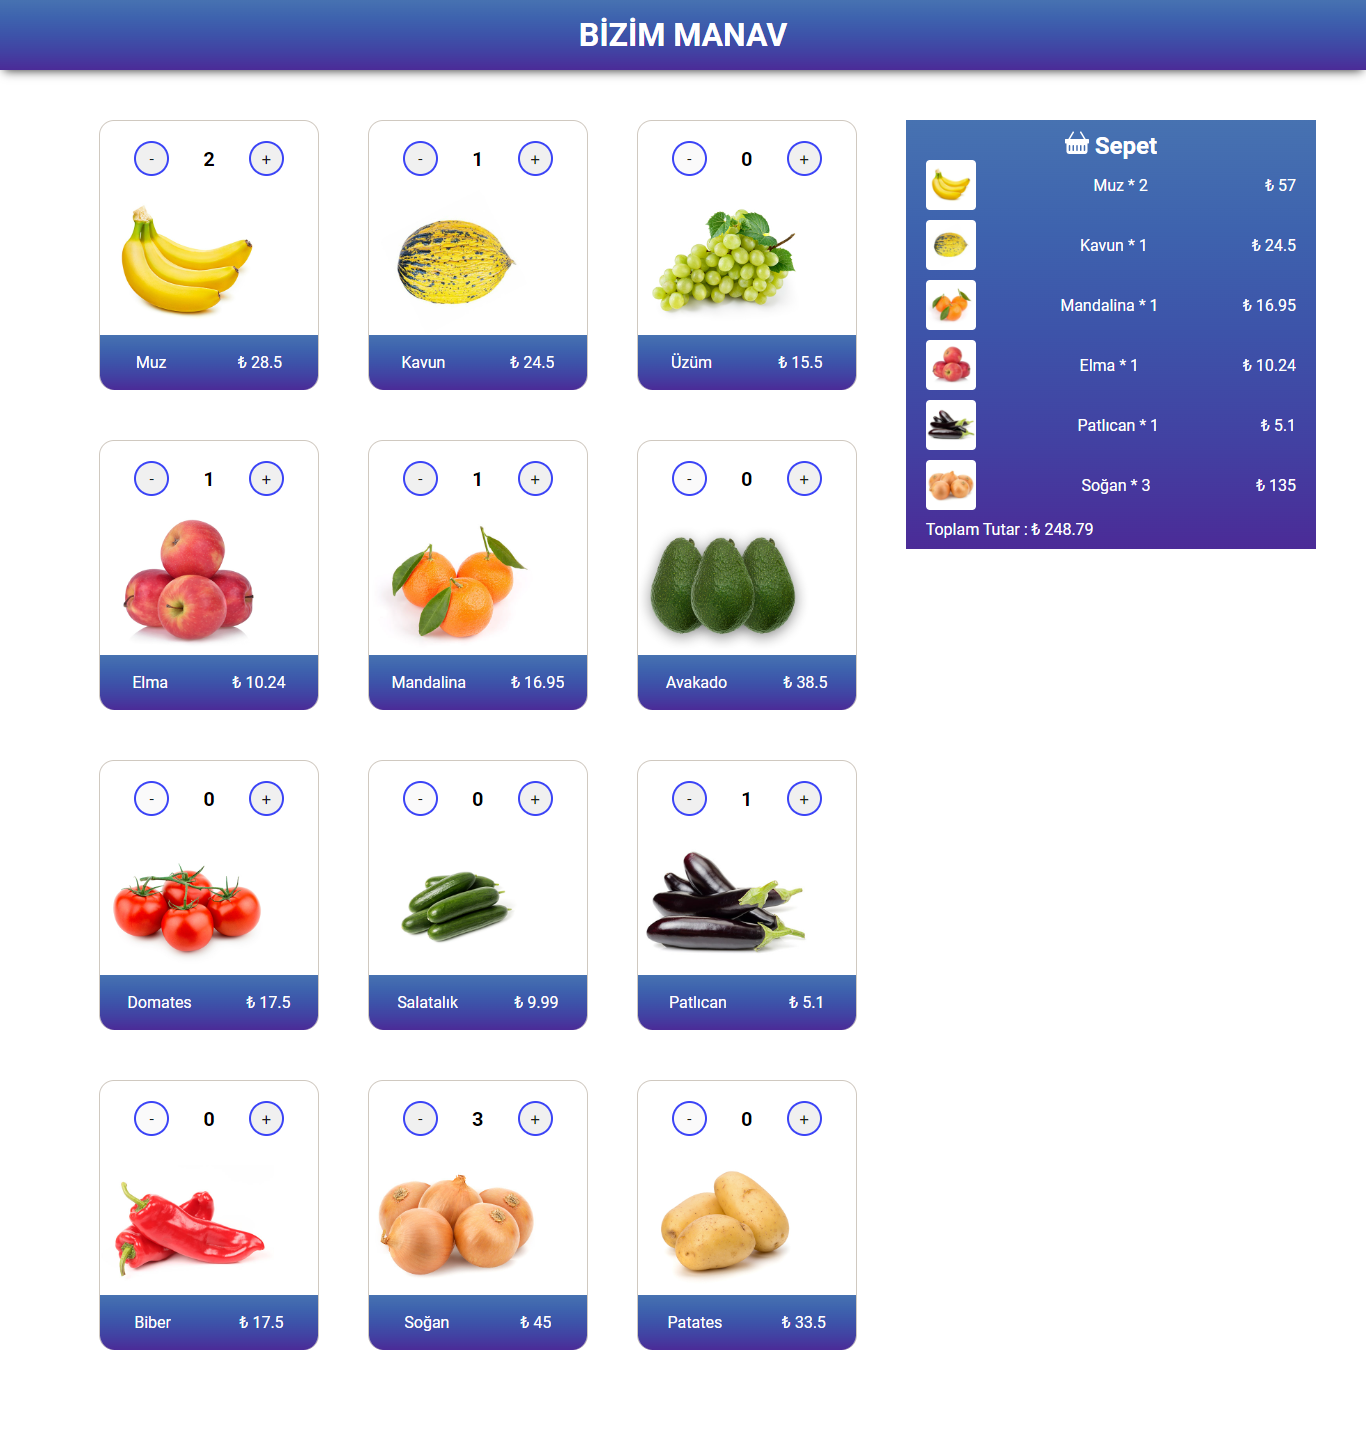 BİZİM MANAV
- 2 +
Muz ₺ 28.5
- 1 +
Kavun ₺ 24.5
- 0 +
Üzüm ₺ 15.5
- 1 +
Elma ₺ 10.24
- 1 +
Mandalina ₺ 16.95
- 0 +
Avakado ₺ 38.5
- 0 +
Domates ₺ 17.5
- 0 +
Salatalık ₺ 9.99
- 1 +
Patlıcan ₺ 5.1
- 0 +
Biber ₺ 17.5
- 3 +
Soğan ₺ 45
- 0 +
Patates ₺ 33.5
Sepet
Muz * 2 ₺ 57
Kavun * 1 ₺ 24.5
Mandalina * 1 ₺ 16.95
Elma * 1 ₺ 10.24
Patlıcan * 1 ₺ 5.1
Soğan * 3 ₺ 135
Toplam Tutar : ₺ 248.79